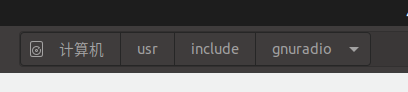 计算机 usr include gnuradio